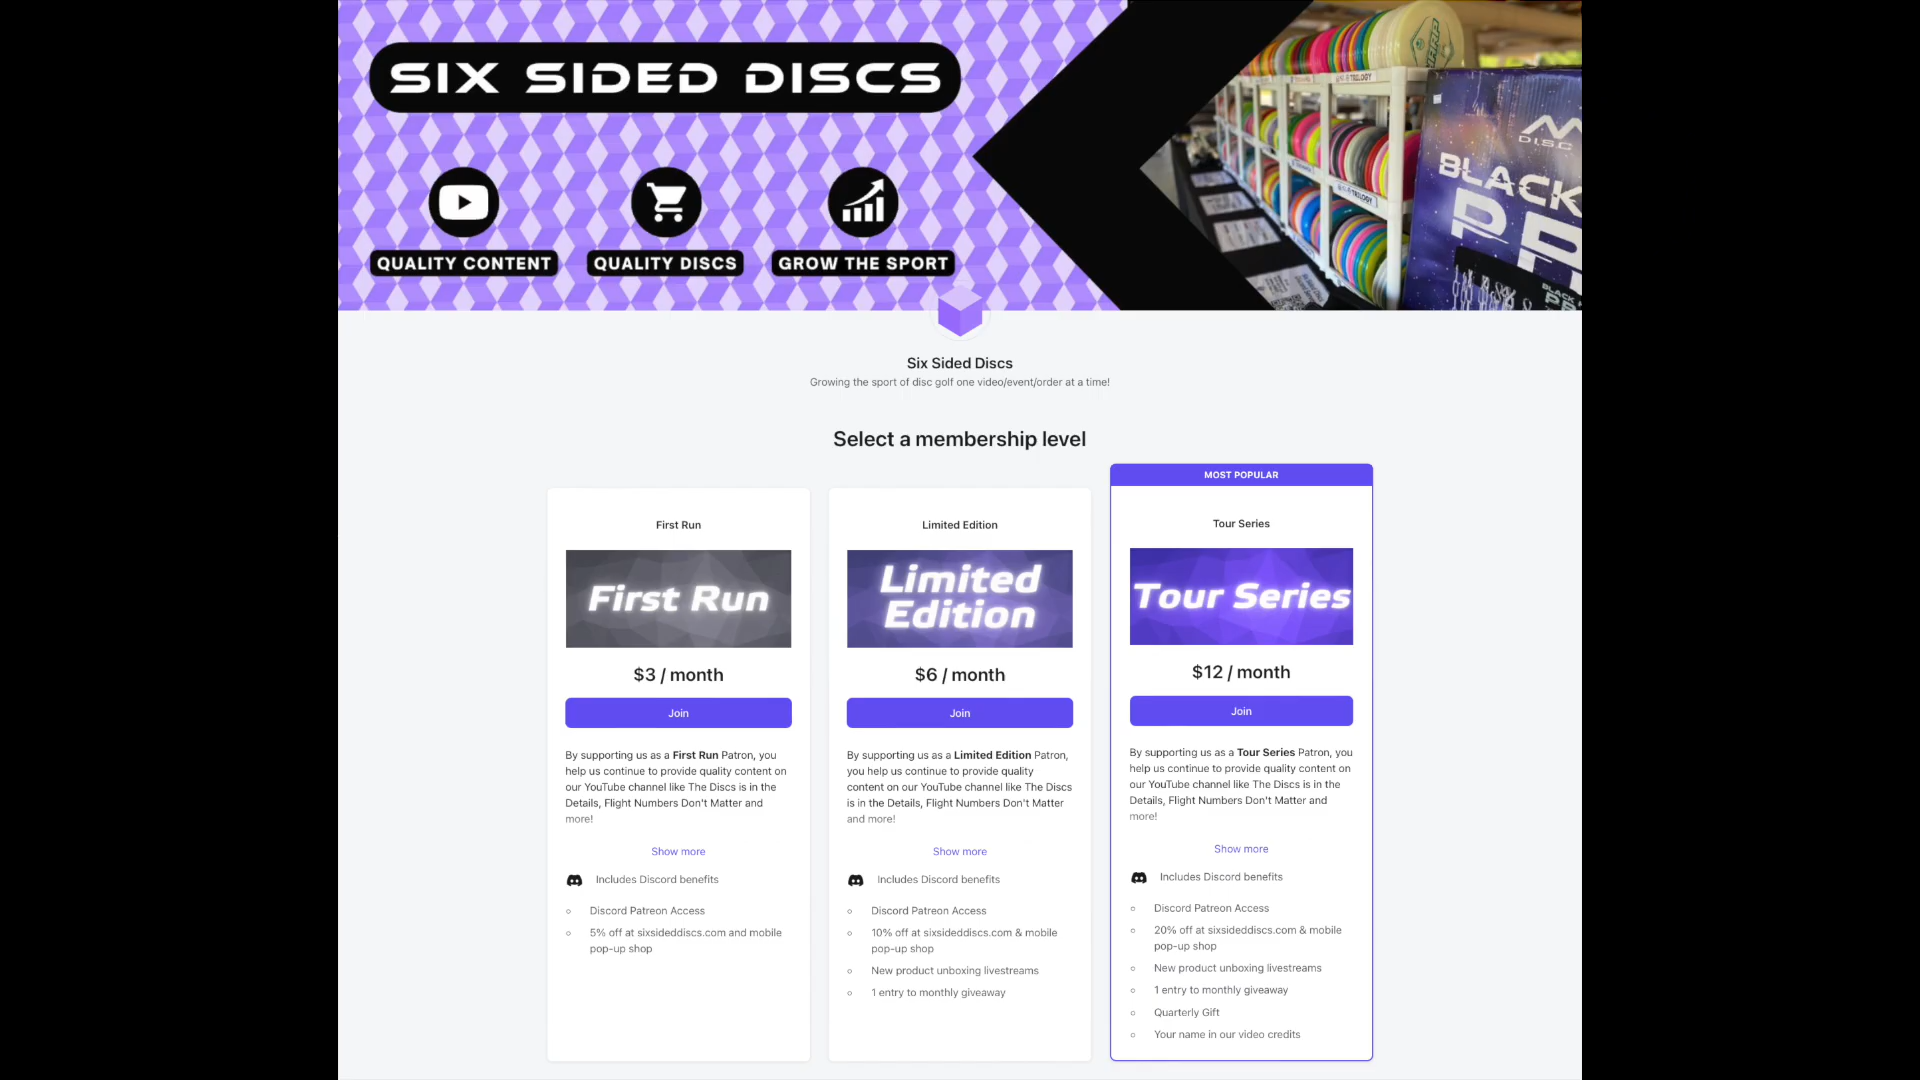 SIX SIDED DISCS
QUALITY CONTENT
QUALITY DISCS
GROW THE SPORT
TRILOGY
TRILOGY
DISC
BLACK
Six Sided Discs
Growing the sport of disc golf one video/event/order at a time!
Select a membership level
First Run
First Run
$3 / month
Join
By supporting us as a First Run Patron, you
help us continue to provide quality content on
our YouTube channel like The Discs is in the
Details, Flight Numbers Don't Matter and
more!
Show more
Includes Discord benefits
Discord Patreon Access
5% off at sixsideddiscs.com and mobile
pop-up shop
Limited Edition
Limited
Edition
$6 / month
Join
By supporting us as a Limited Edition Patron,
you help us continue to provide quality
content on our YouTube channel like The Discs
is in the Details, Flight Numbers Don't Matter
and more!
Show more
Includes Discord benefits
Discord Patreon Access
10% off at sixsideddiscs.com & mobile
pop-up shop
New product unboxing livestreams
1 entry to monthly giveaway
MOST POPULAR
Tour Series
Tour Series
$12 / month
Join
By supporting us as a Tour Series Patron, you
help us continue to provide quality content on
our YouTube channel like The Discs is in the
Details, Flight Numbers Don't Matter and
more!
Show more
Includes Discord benefits
Discord Patreon Access
20% off at sixsideddiscs.com & mobile
pop-up shop
New product unboxing livestreams
1 entry to monthly giveaway
Quarterly Gift
Your name in our video credits